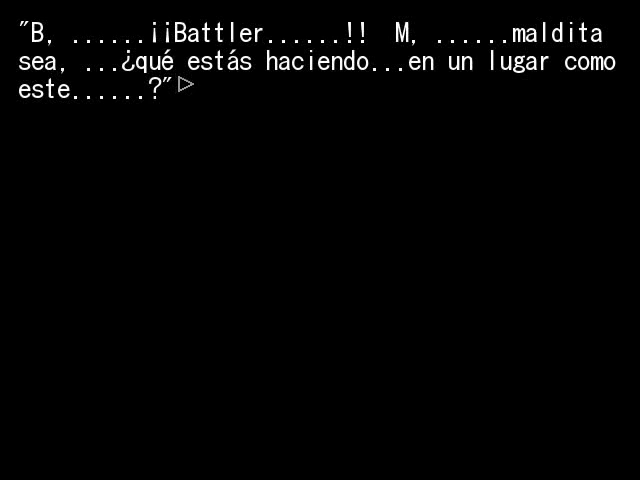 "B, ......¡¡Battler......!!  M, ......maldita
sea, ...¿qué estás haciendo...en un lugar como
este......?"